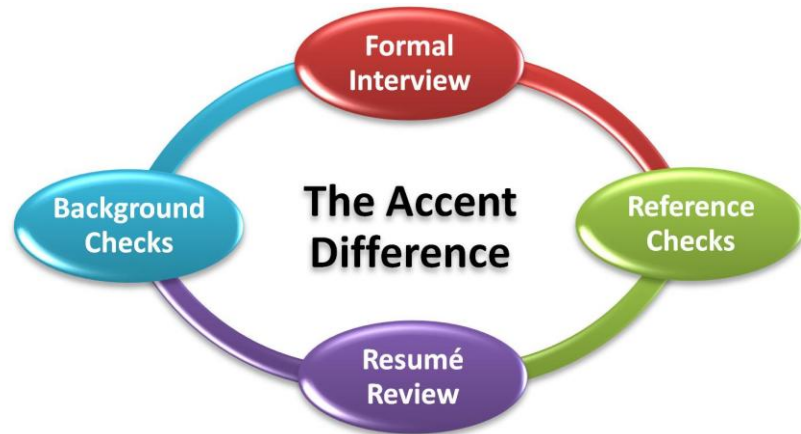 Formal
Interview
Background
Checks
The Accent
Difference
Reference
Checks
Resumé
Review